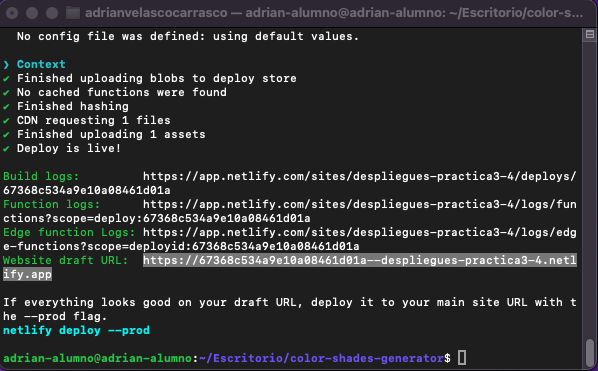 adrianvelascocarrasco — adrian-alumno@adrian-alumno: ~/Escritorio/color-s...
No config file was defined: using default values.
❯ Context
✔ Finished uploading blobs to deploy store
✔ No cached functions were found
✔ Finished hashing
✔ CDN requesting 1 files
✔ Finished uploading 1 assets
✔ Deploy is live!
Build logs: https://app.netlify.com/sites/despliegues-practica3-4/deploys/
67368c534a9e10a08461d01a
Function logs: https://app.netlify.com/sites/despliegues-practica3-4/logs/fun
ctions?scope=deploy:67368c534a9e10a08461d01a
Edge function Logs: https://app.netlify.com/sites/despliegues-practica3-4/logs/edg
e-functions?scope=deployid:67368c534a9e10a08461d01a
Website draft URL: https://67368c534a9e10a08461d01a--despliegues-practica3-4.netl
ify.app
If everything looks good on your draft URL, deploy it to your main site URL with t
he --prod flag.
netlify deploy --prod
adrian-alumno@adrian-alumno:~/Escritorio/color-shades-generator$